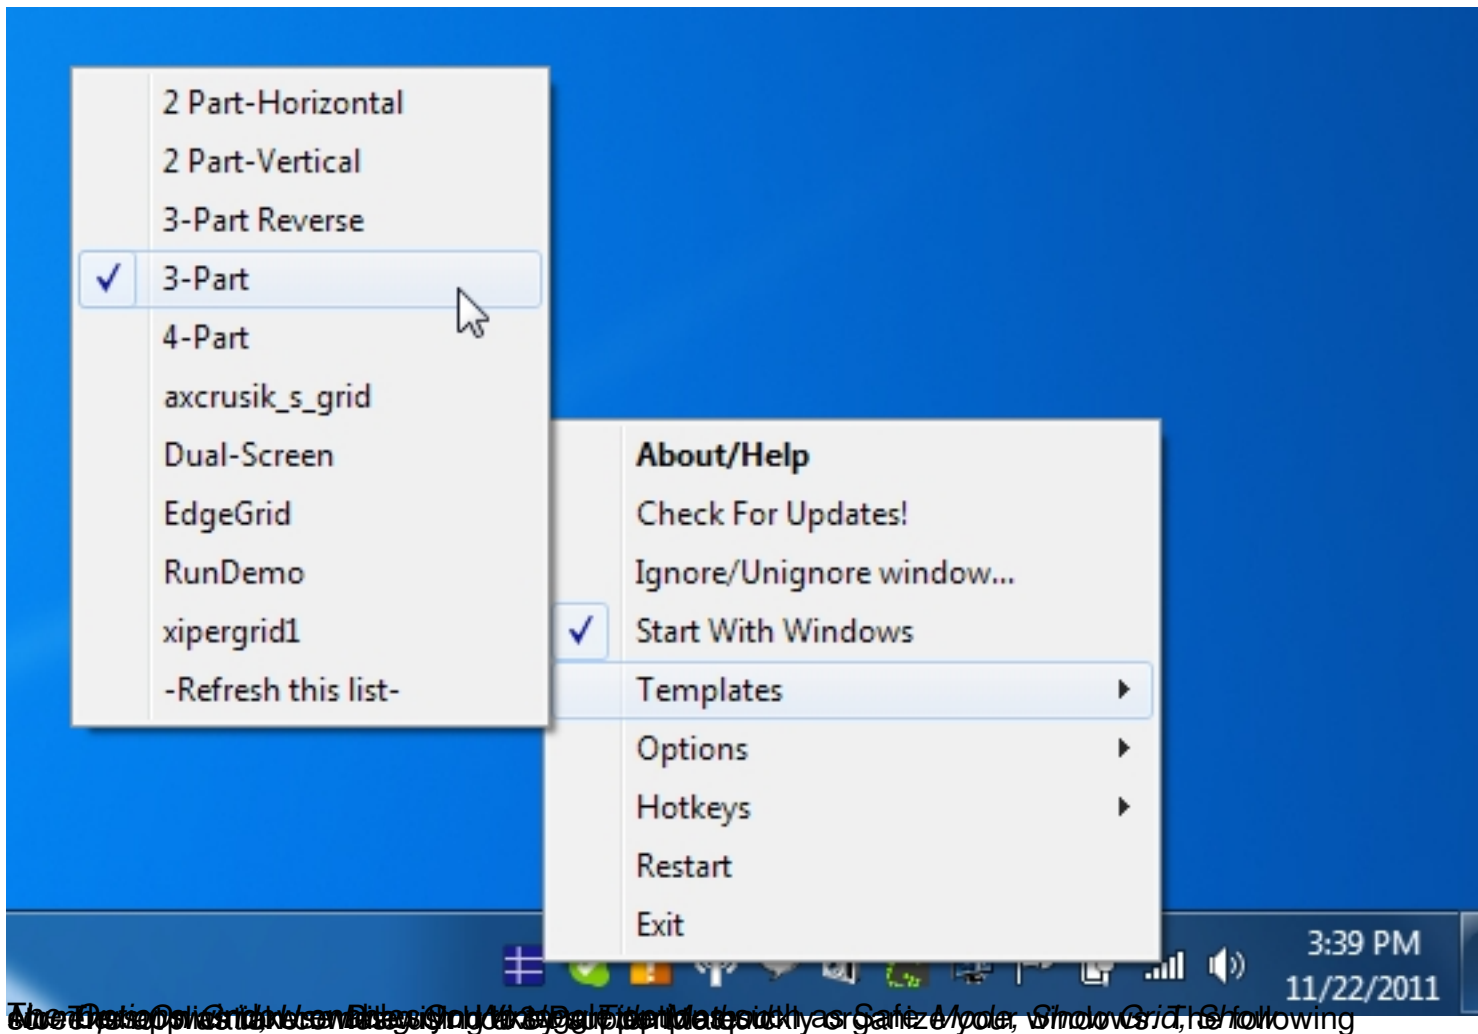 2 Part-Horizontal
2 Part-Vertical
3-Part Reverse
3-Part
4-Part
axcrusik_s_grid
Dual-Screen
EdgeGrid
RunDemo
xipergrid1
-Refresh this list-
About/Help
Check For Updates!
Ignore/Unignore window...
Start With Windows
Templates
Options
Hotkeys
Restart
Exit
3:39 PM
11/22/2011